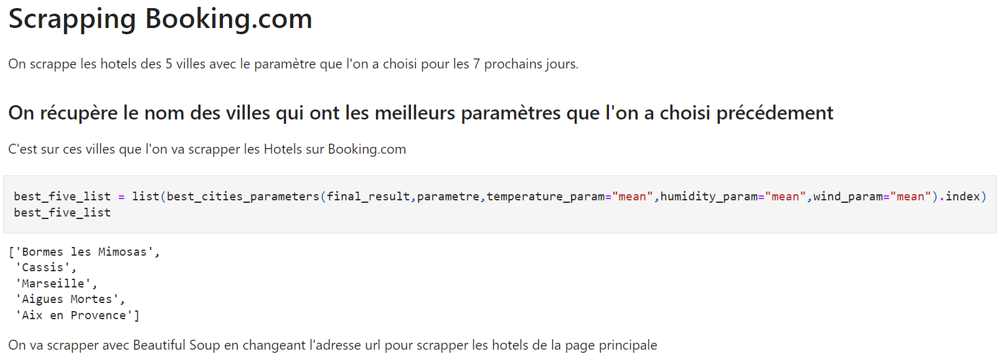 Scrapping Booking.com
On scrappe les hotels des 5 villes avec le paramètre que l'on a choisi pour les 7 prochains jours.
On récupère le nom des villes qui ont les meilleurs paramètres que l'on a choisi précédement
C'est sur ces villes que l'on va scrapper les Hotels sur Booking.com
best_five_list = list(best_cities_parameters(final_result,parametre,temperature_param="mean",humidity_param="mean",wind_param="mean").index)
best_five_list
['Bormes les Mimosas',
 'Cassis',
 'Marseille',
 'Aigues Mortes',
 'Aix en Provence']
On va scrapper avec Beautiful Soup en changeant l'adresse url pour scrapper les hotels de la page principale